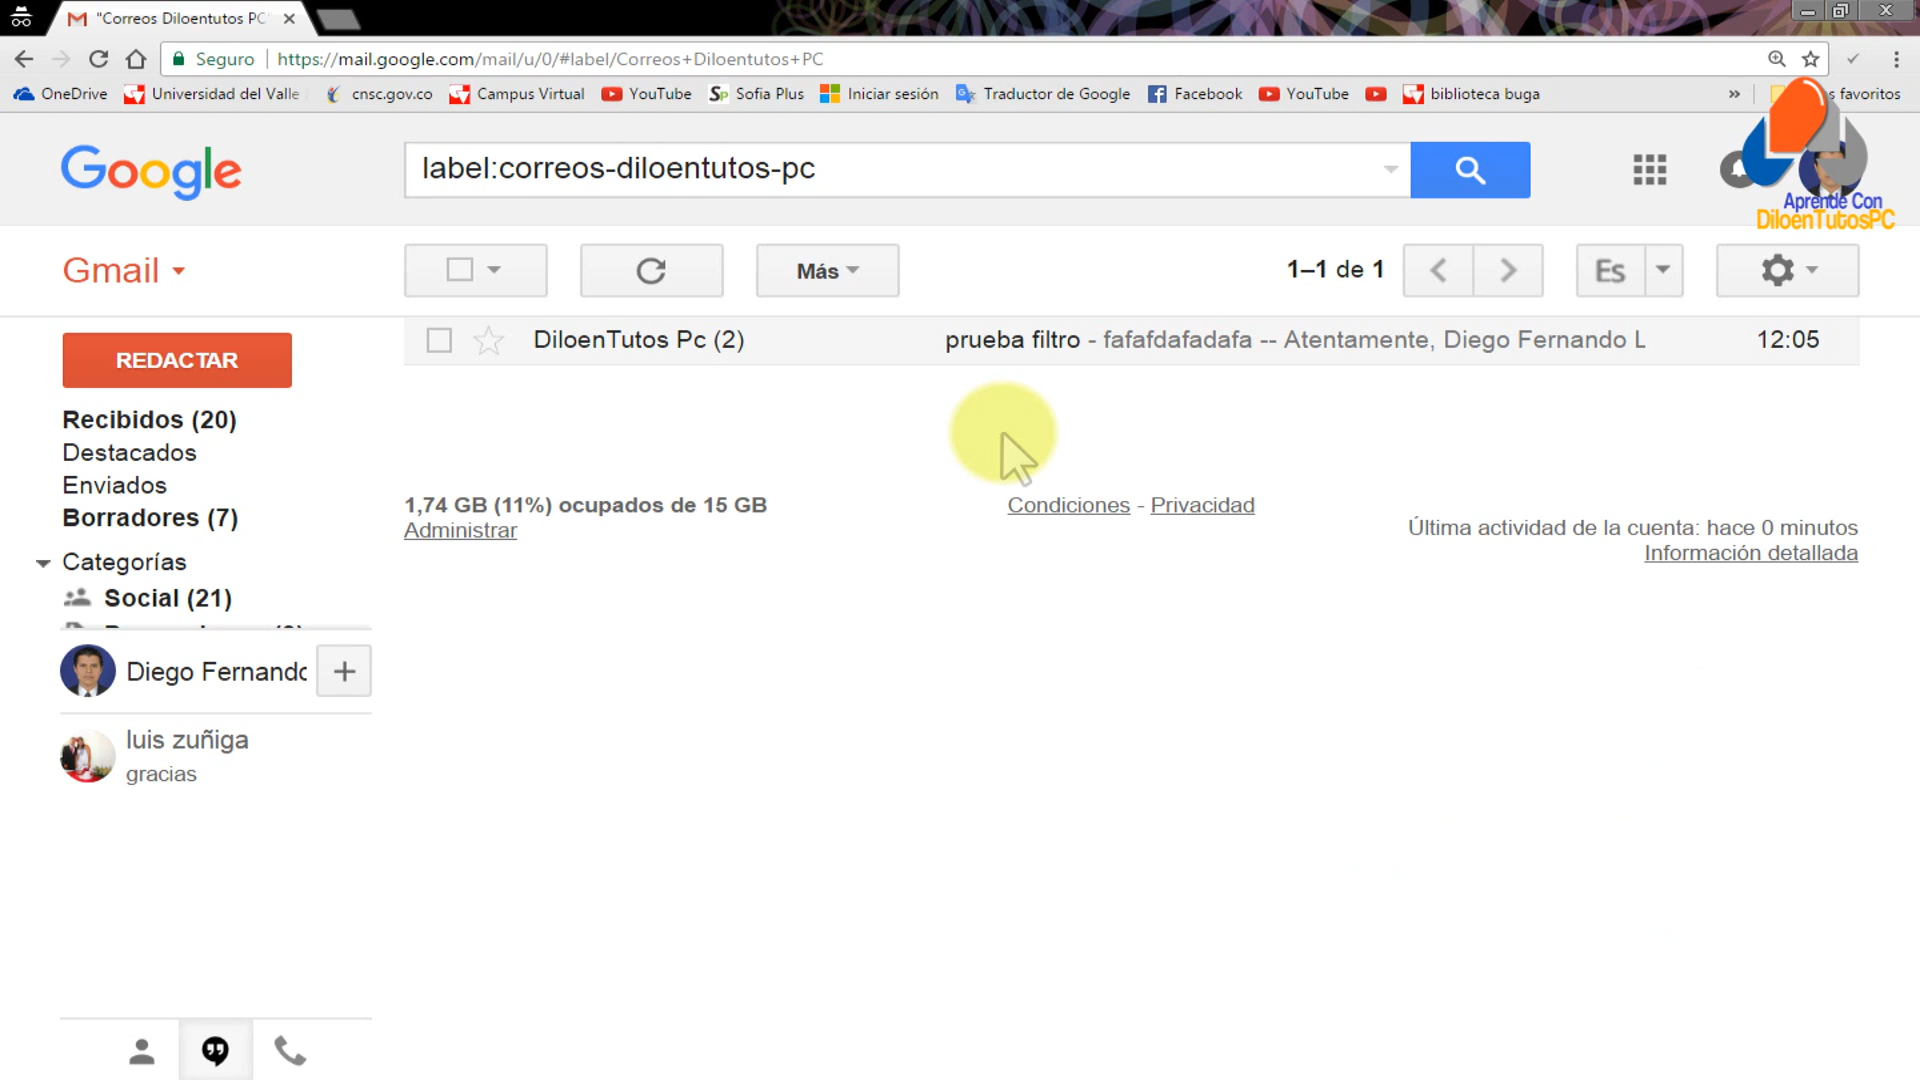 "Correos Diloentutos PC
Seguro https://mail.google.com/mail/u/0/#label/Correos+Diloentutos+PC
OneDrive Universidad del Valle cnsc.gov.co Campus Virtual YouTube Sofia Plus Iniciar sesión Traductor de Google Facebook YouTube biblioteca buga » s favoritos
Google label:correos-diloentutos-pc
Aprende Con
DiloenTutosPC
Gmail Más 1–1 de 1 Es
DiloenTutos Pc (2) prueba filtro - fafafdafadafa -- Atentamente, Diego Fernando L 12:05
REDACTAR
Recibidos (20)
Destacados
Enviados
Borradores (7)
Categorías
Social (21)
Diego Fernando
luis zuñiga
gracias
1,74 GB (11%) ocupados de 15 GB
Administrar
Condiciones - Privacidad
Última actividad de la cuenta: hace 0 minutos
Información detallada